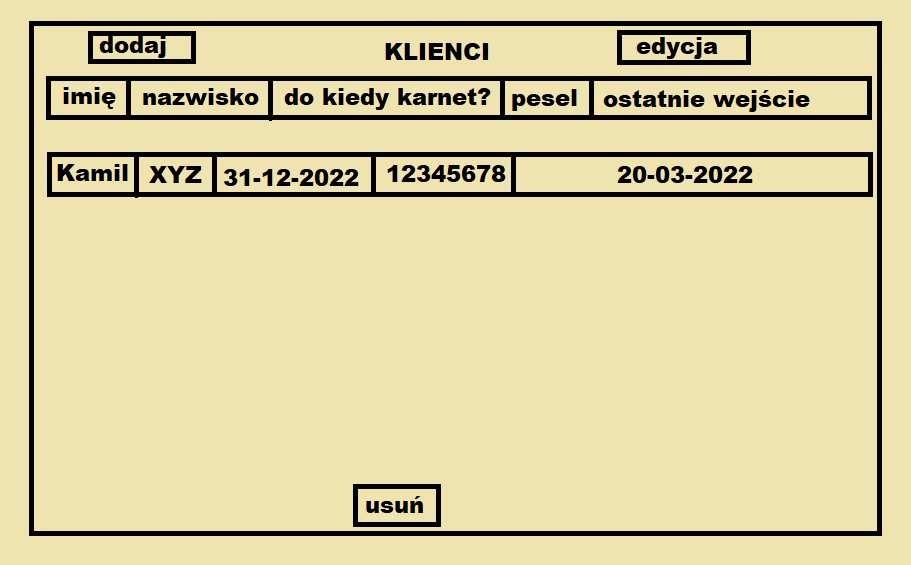 dodaj KLIENCI edycja
imię nazwisko do kiedy karnet? pesel ostatnie wejście
Kamil XYZ 31-12-2022 12345678 20-03-2022
usuń